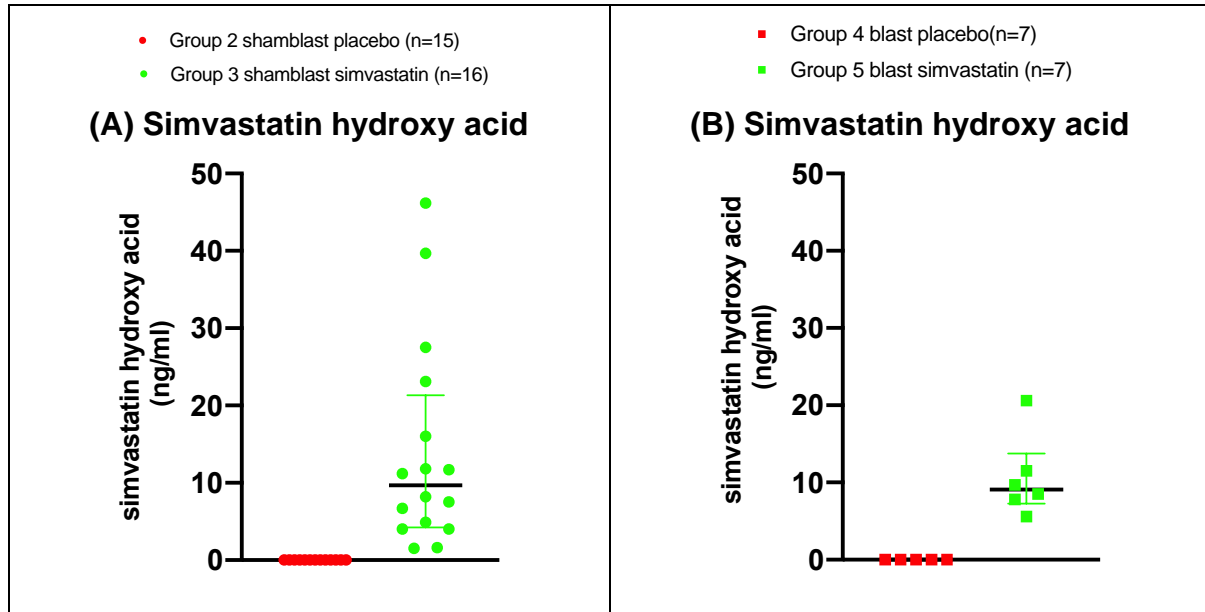 Group 2 shamblast placebo (n=15)
Group 3 shamblast simvastatin (n=16)
(A) Simvastatin hydroxy acid
simvastatin hydroxy acid
(ng/ml)
50
40
30
20
10
0
Group 4 blast placebo(n=7)
Group 5 blast simvastatin (n=7)
(B) Simvastatin hydroxy acid
simvastatin hydroxy acid
(ng/ml)
50
40
30
20
10
0